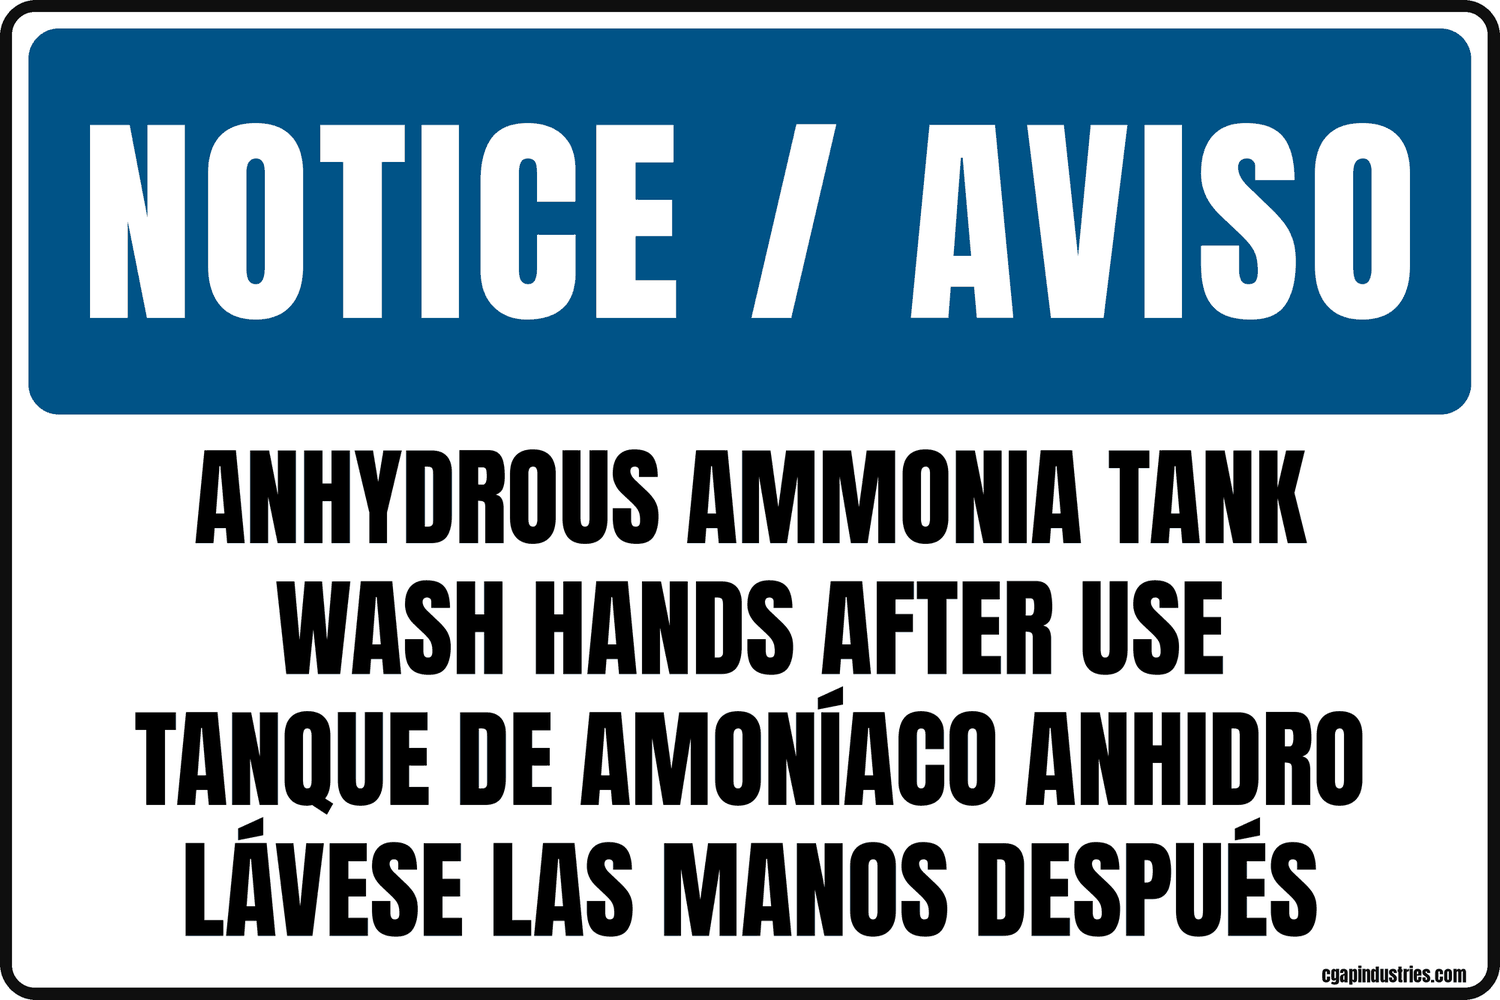 NOTICE / AVISO
ANHYDROUS AMMONIA TANK
WASH HANDS AFTER USE
TANQUE DE AMONÍACO ANHIDRO
LÁVESE LAS MANOS DESPUÉS
cgapindustries.com